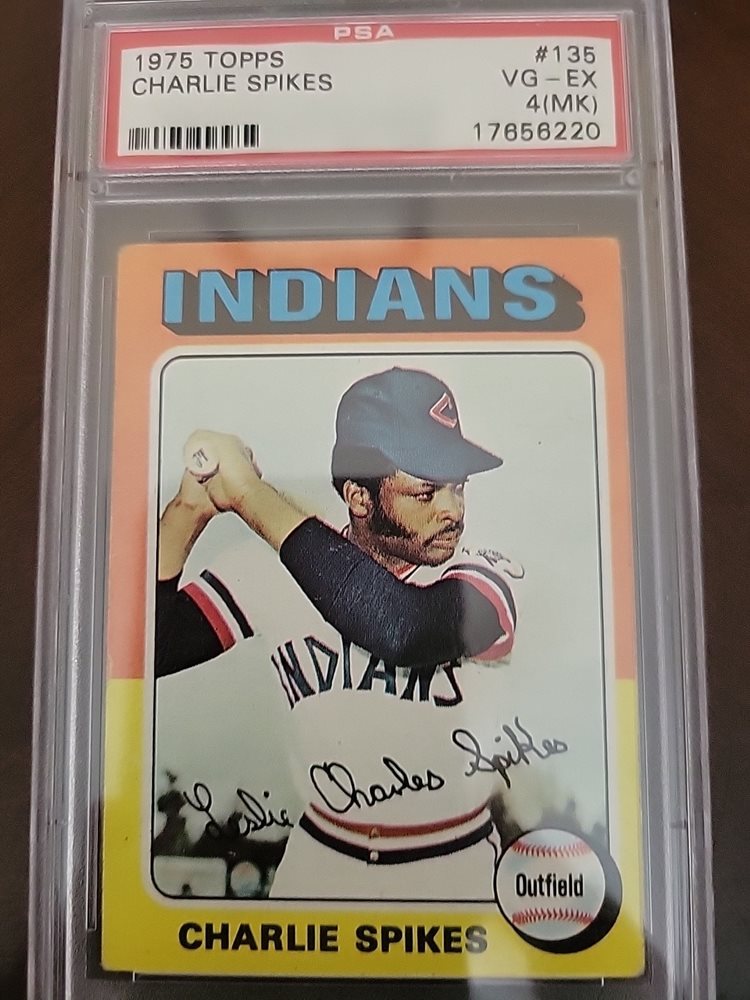 PSA
1975 TOPPS #135
CHARLIE SPIKES VG - EX
4(MK)
17656220
INDIANS
C
INDIANS
Leslie Charles Spikes
Outfield
CHARLIE SPIKES